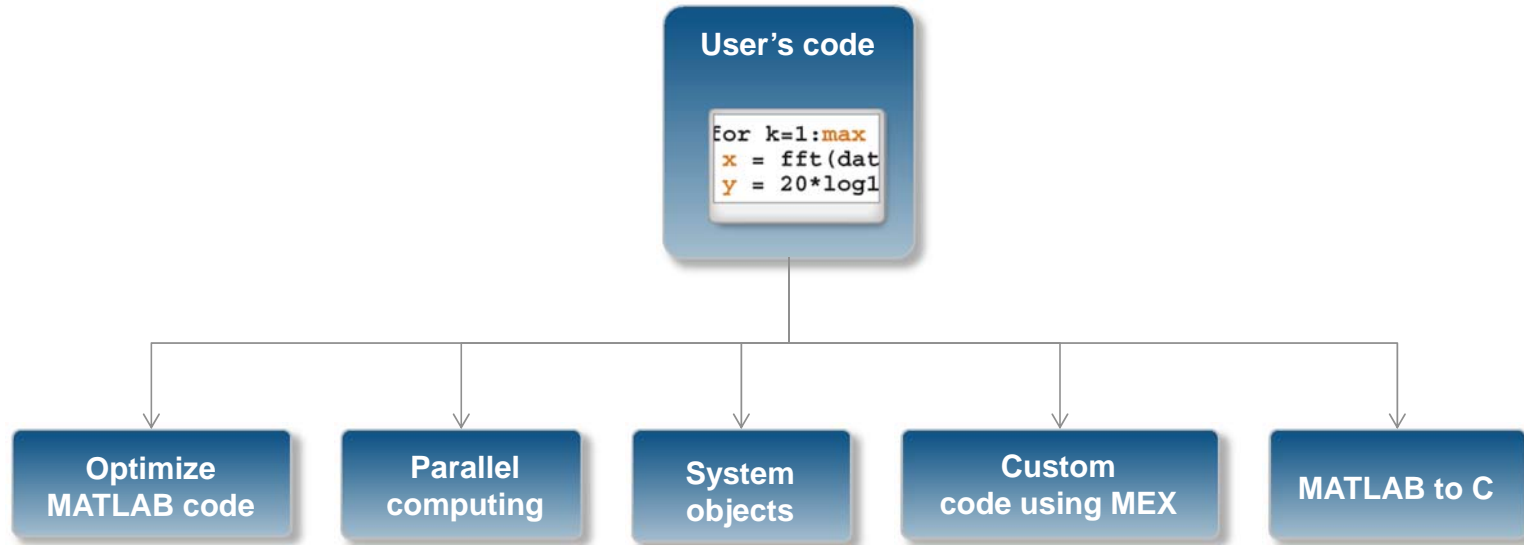 User’s code
for k=1:max
x = fft(dat
y = 20*log1
Optimize
MATLAB code
Parallel
computing
System
objects
Custom
code using MEX
MATLAB to C